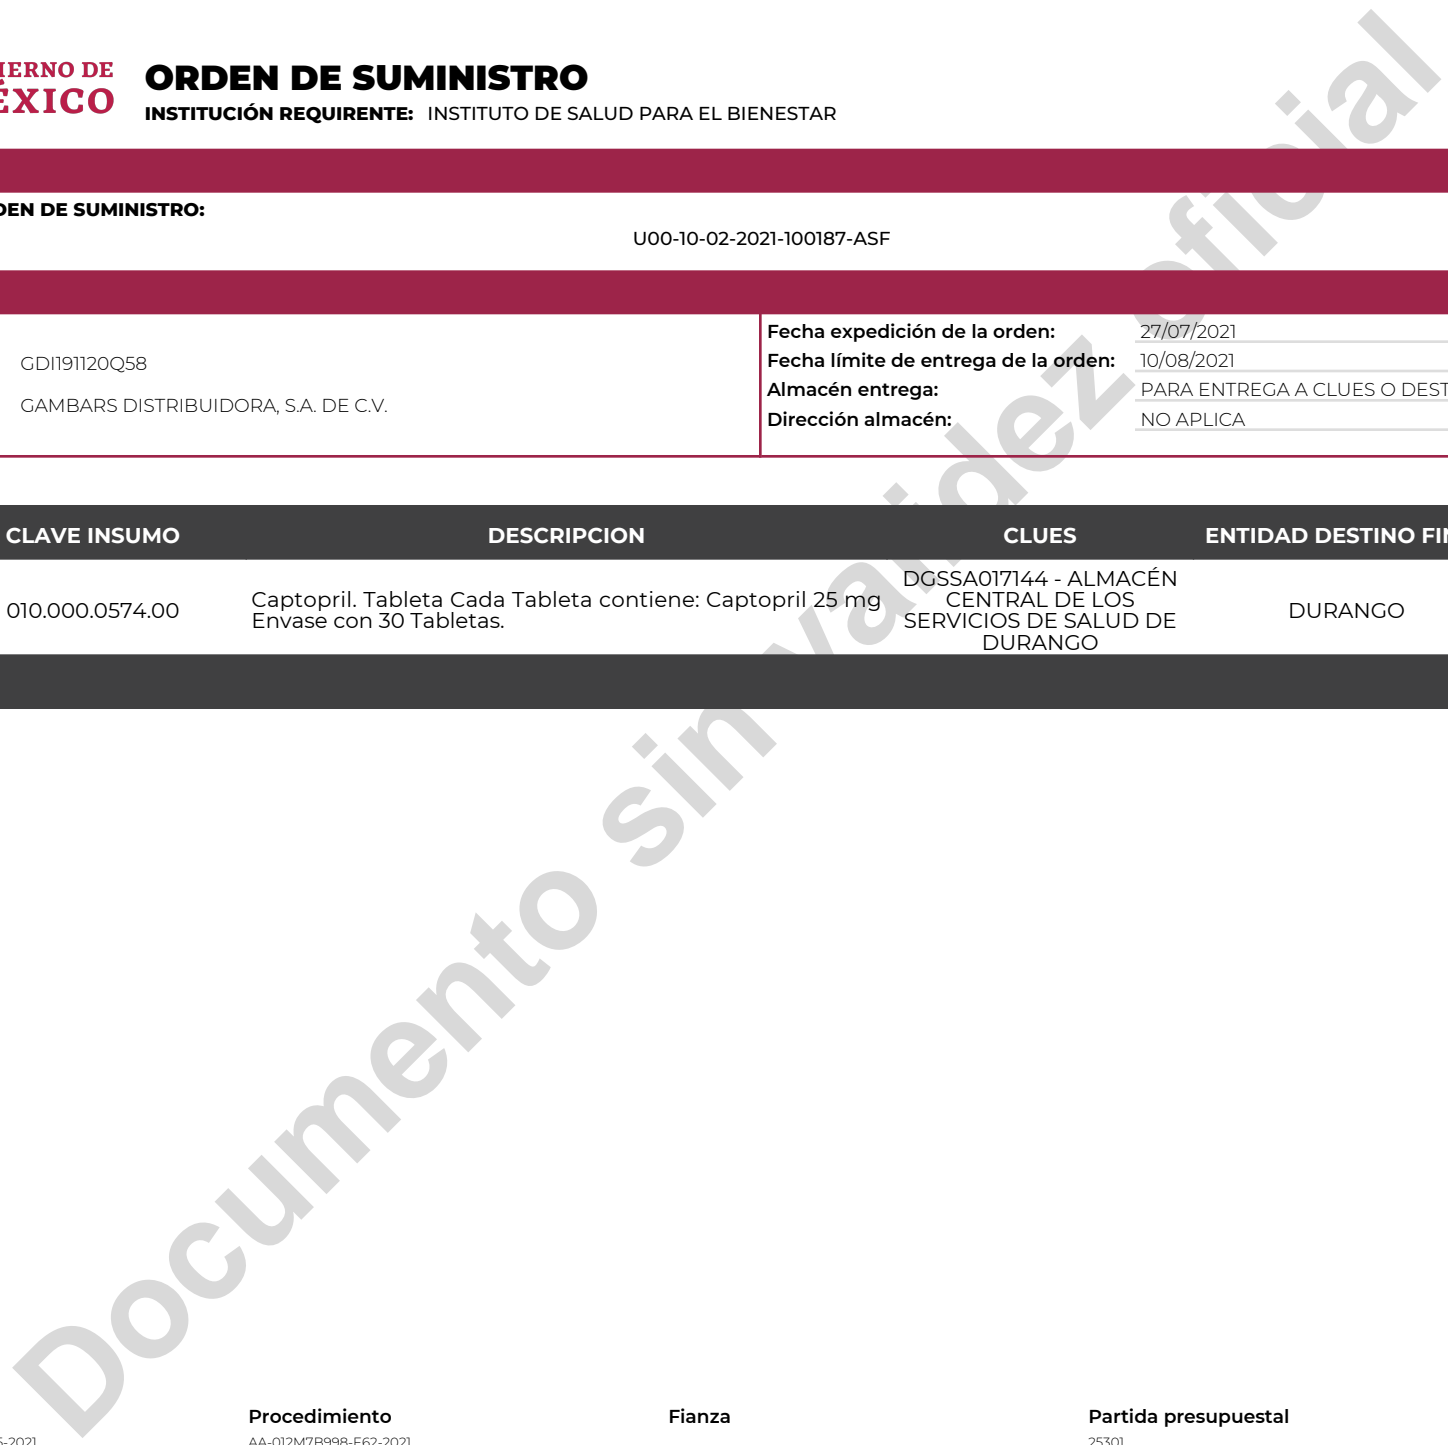 IERNO DE
ÉXICO
ORDEN DE SUMINISTRO
INSTITUCIÓN REQUIRENTE: INSTITUTO DE SALUD PARA EL BIENESTAR
DEN DE SUMINISTRO:
U00-10-02-2021-100187-ASF
GDI191120Q58
GAMBARS DISTRIBUIDORA, S.A. DE C.V.
Fecha expedición de la orden: 27/07/2021
Fecha límite de entrega de la orden: 10/08/2021
Almacén entrega: PARA ENTREGA A CLUES O DEST
Dirección almacén: NO APLICA
CLAVE INSUMO DESCRIPCION CLUES ENTIDAD DESTINO FIN
010.000.0574.00
Captopril. Tableta Cada Tableta contiene: Captopril 25 mg
Envase con 30 Tabletas.
DGSSA017144 - ALMACÉN
CENTRAL DE LOS
SERVICIOS DE SALUD DE
DURANGO
DURANGO
Documento sin validez oficial
Procedimiento Fianza Partida presupuestal
-2021 AA-012M7B998-E62-2021 25301